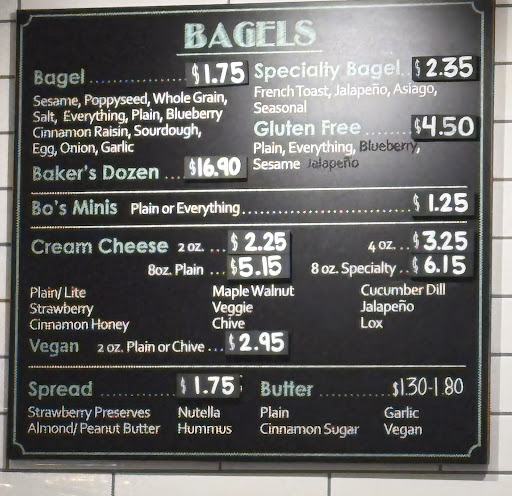 BAGELS
Bagel ............... $1.75
Sesame, Poppyseed, Whole Grain,
Salt, Everything, Plain, Blueberry
Cinnamon Raisin, Sourdough,
Egg, Onion, Garlic
Baker's Dozen ... $16.90
Specialty Bagel.. $2.35
French Toast, Jalapeño, Asiago,
Seasonal
Gluten Free ....... $4.50
Plain, Everything, Blueberry,
Sesame Jalapeño
Bo's Minis Plain or Everything............................ $1.25
Cream Cheese 2 oz. ... $2.25
4 oz. .. $3.25
8oz. Plain ... $5.15
8 oz. Specialty .. $6.15
Plain/ Lite
Strawberry
Cinnamon Honey
Maple Walnut
Veggie
Chive
Cucumber Dill
Jalapeño
Lox
Vegan 2 oz. Plain or Chive ... $2.95
Spread ............. $1.75
Strawberry Preserves Nutella
Almond/ Peanut Butter Hummus
Butter ............ $1.30-1.80
Plain Garlic
Cinnamon Sugar Vegan